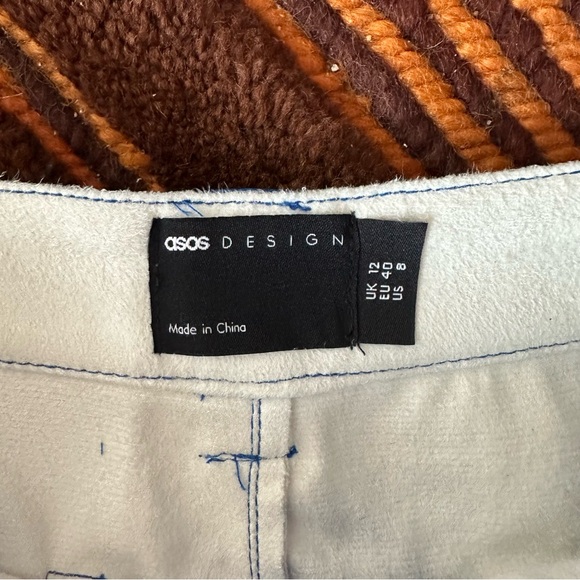 asos DESIGN
Made in China
UK 12
EU 40
US 8